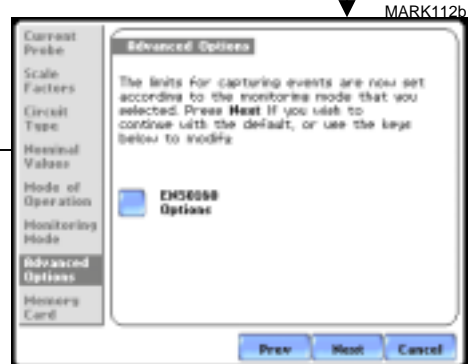 MARK112b
Current
Probe
Scale
Factors
Circuit
Type
Nominal
Values
Mode of
Operation
Monitoring
Mode
Advanced
Options
Memory
Card
Advanced Options
The limits for capturing events are now set
according to the monitoring mode that you
selected. Press Next if you wish to
continue with the default, or use the keys
below to modify
EN50160
Options
Prev
Next
Cancel